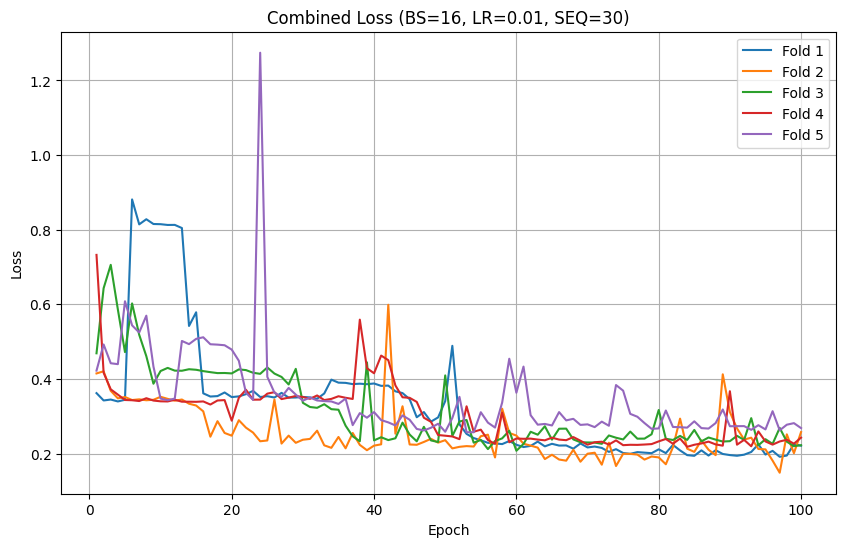 Combined Loss (BS=16, LR=0.01, SEQ=30)
Fold 1
Fold 2
Fold 3
Fold 4
Fold 5
Loss
1.2
1.0
0.8
0.6
0.4
0.2
0 20 40 60 80 100
Epoch